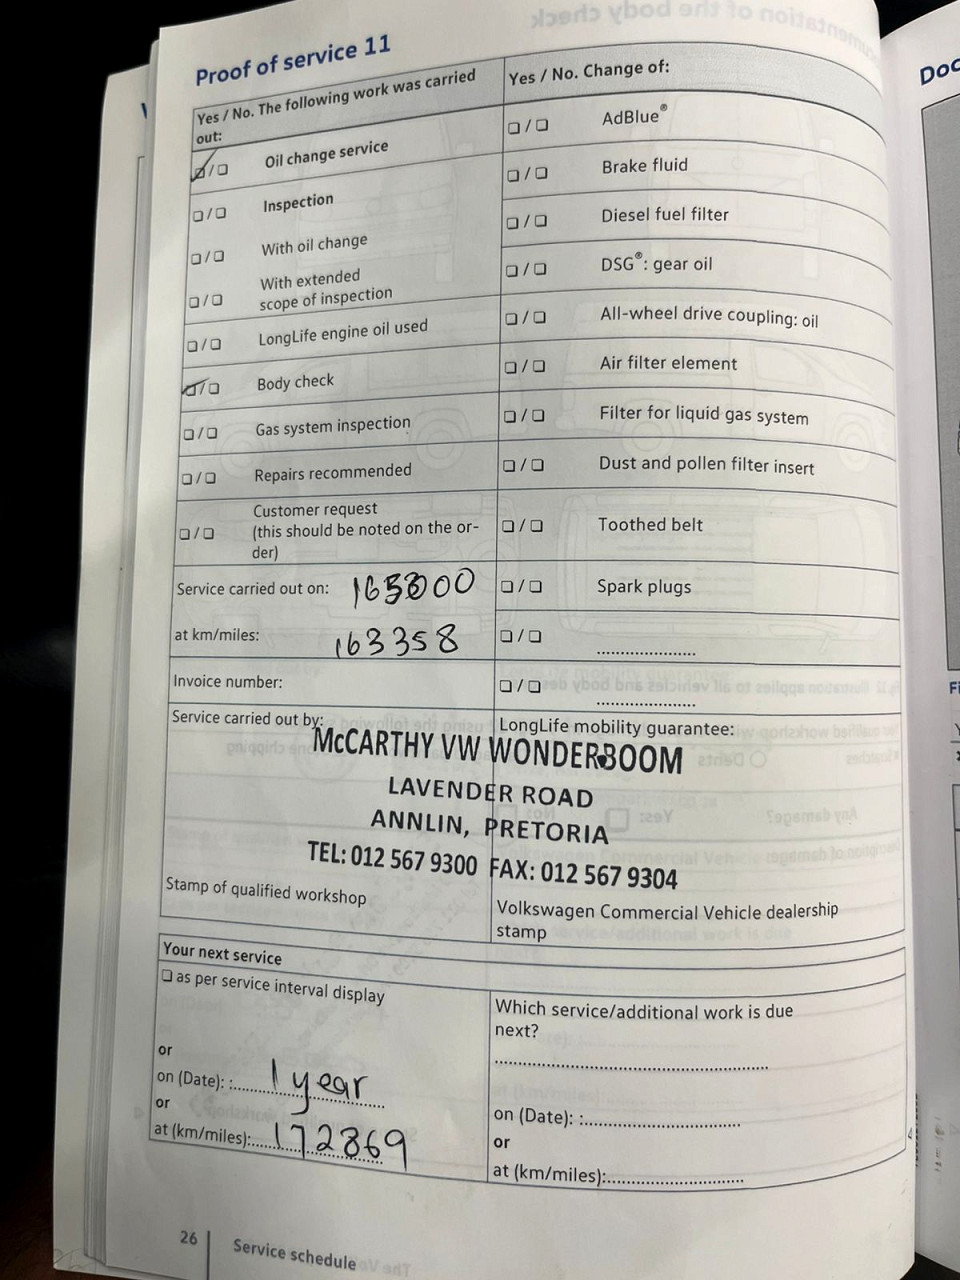 Proof of service 11
Yes / No. The following work was carried out:
☑ / ❏ Oil change service
❏ / ❏ Inspection
❏ / ❏ With oil change
❏ / ❏ With extended scope of inspection
❏ / ❏ LongLife engine oil used
☑ / ❏ Body check
❏ / ❏ Gas system inspection
❏ / ❏ Repairs recommended
❏ / ❏ Customer request
(this should be noted on the or-
der)
Service carried out on:
at km/miles: 163358
Invoice number:
Yes / No. Change of:
❏ / ❏ AdBlue®
❏ / ❏ Brake fluid
❏ / ❏ Diesel fuel filter
❏ / ❏ DSG®: gear oil
❏ / ❏ All-wheel drive coupling: oil
❏ / ❏ Air filter element
❏ / ❏ Filter for liquid gas system
❏ / ❏ Dust and pollen filter insert
❏ / ❏ Toothed belt
❏ / ❏ Spark plugs
❏ / ❏ ....................
❏ / ❏ ....................
Service carried out by:
LongLife mobility guarantee:
McCARTHY VW WONDERBOOM
LAVENDER ROAD
ANNLIN, PRETORIA
TEL: 012 567 9300 FAX: 012 567 9304
Stamp of qualified workshop
Volkswagen Commercial Vehicle dealership
stamp
Your next service
❏ as per service interval display
or
on (Date): : 1 year
or
at (km/miles): 172869
Which service/additional work is due
next?
on (Date): :
or
at (km/miles):
26
Service schedule
Doc